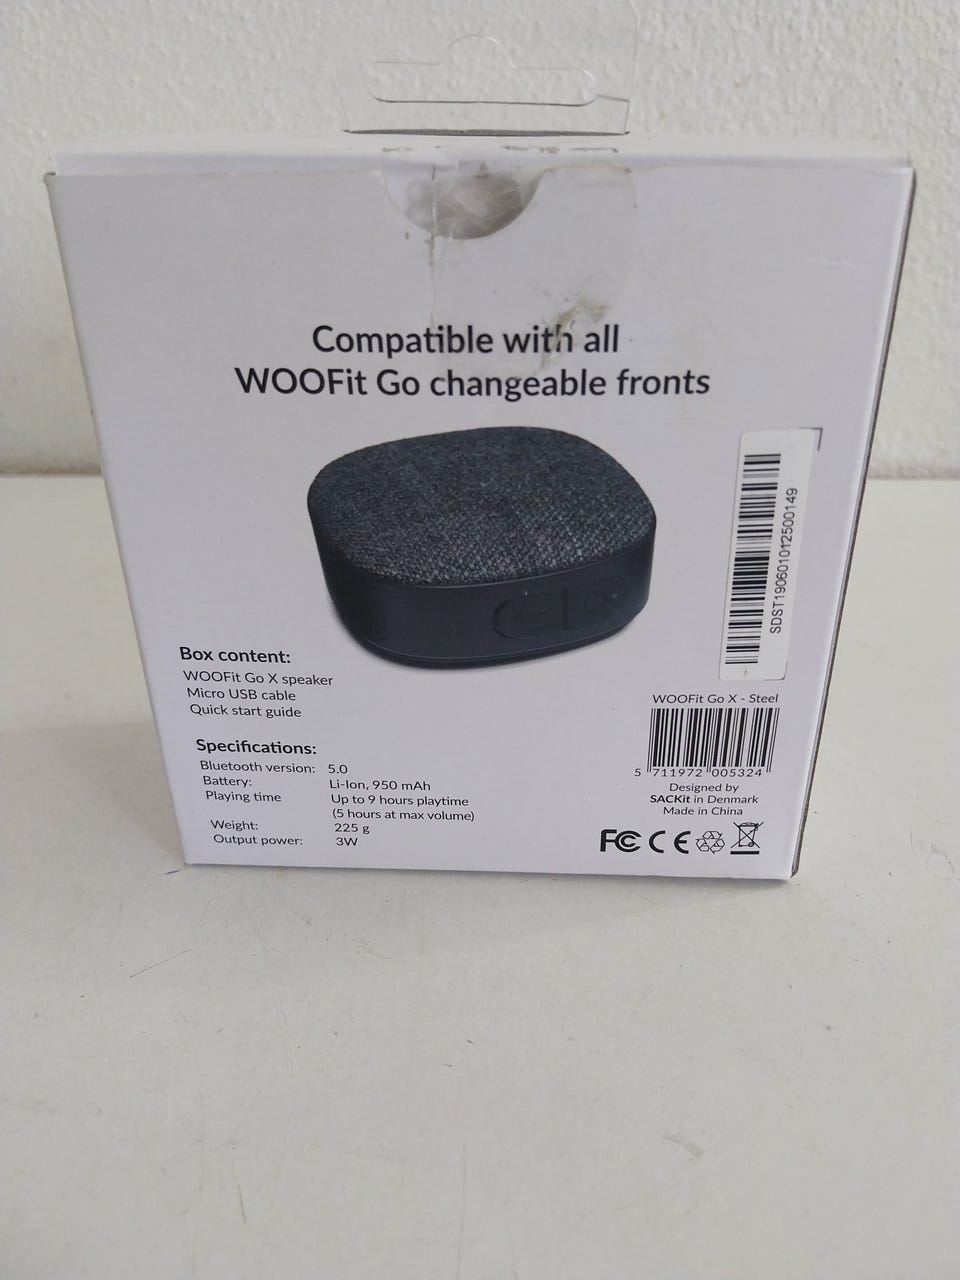 Compatible with all
WOOFit Go changeable fronts
SDST190601012500149
Box content:
WOOFit Go X speaker
Micro USB cable
Quick start guide
Specifications:
Bluetooth version: 5.0
Battery: Li-Ion, 950 mAh
Playing time Up to 9 hours playtime
(5 hours at max volume)
Weight: 225 g
Output power: 3W
WOOFit Go X - Steel
5 711972 005324
Designed by
SACKit in Denmark
Made in China
FC CE